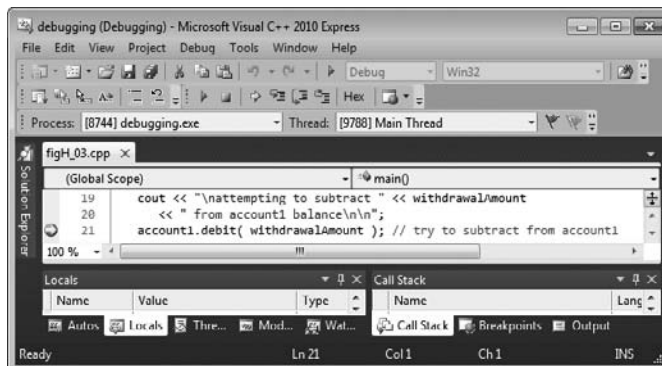 debugging (Debugging) - Microsoft Visual C++ 2010 Express
File Edit View Project Debug Tools Window Help
Debug Win32
Hex
Process: [8744] debugging.exe Thread: [9788] Main Thread
Solution Explorer
figH_03.cpp
(Global Scope) main()
19 cout << "\nattempting to subtract " << withdrawalAmount
20 << " from account1 balance\n\n";
21 account1.debit( withdrawalAmount ); // try to subtract from account1
100 %
Locals Call Stack
Name Value Type Name Lang
Autos Locals Thre... Mod... Wat... Call Stack Breakpoints Output
Ready Ln 21 Col 1 Ch 1 INS